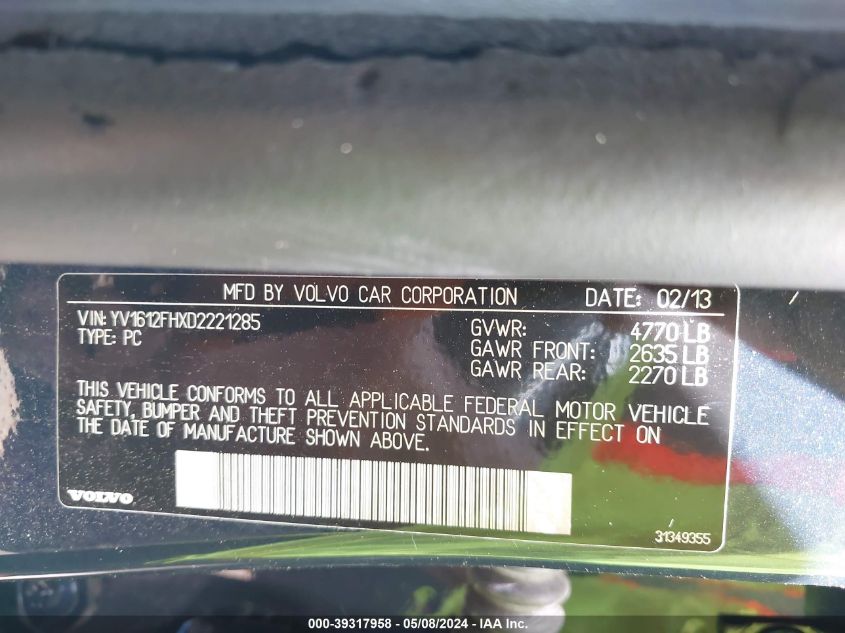 MFD BY VOLVO CAR CORPORATION DATE: 02/13
VIN: YV1612FHXD2221285
TYPE: PC
GVWR: 4770 LB
GAWR FRONT: 2635 LB
GAWR REAR: 2270 LB
THIS VEHICLE CONFORMS TO ALL APPLICABLE FEDERAL MOTOR VEHICLE
SAFETY, BUMPER AND THEFT PREVENTION STANDARDS IN EFFECT ON
THE DATE OF MANUFACTURE SHOWN ABOVE.
VOLVO
31349355
000-39317958 - 05/08/2024 - IAA Inc.